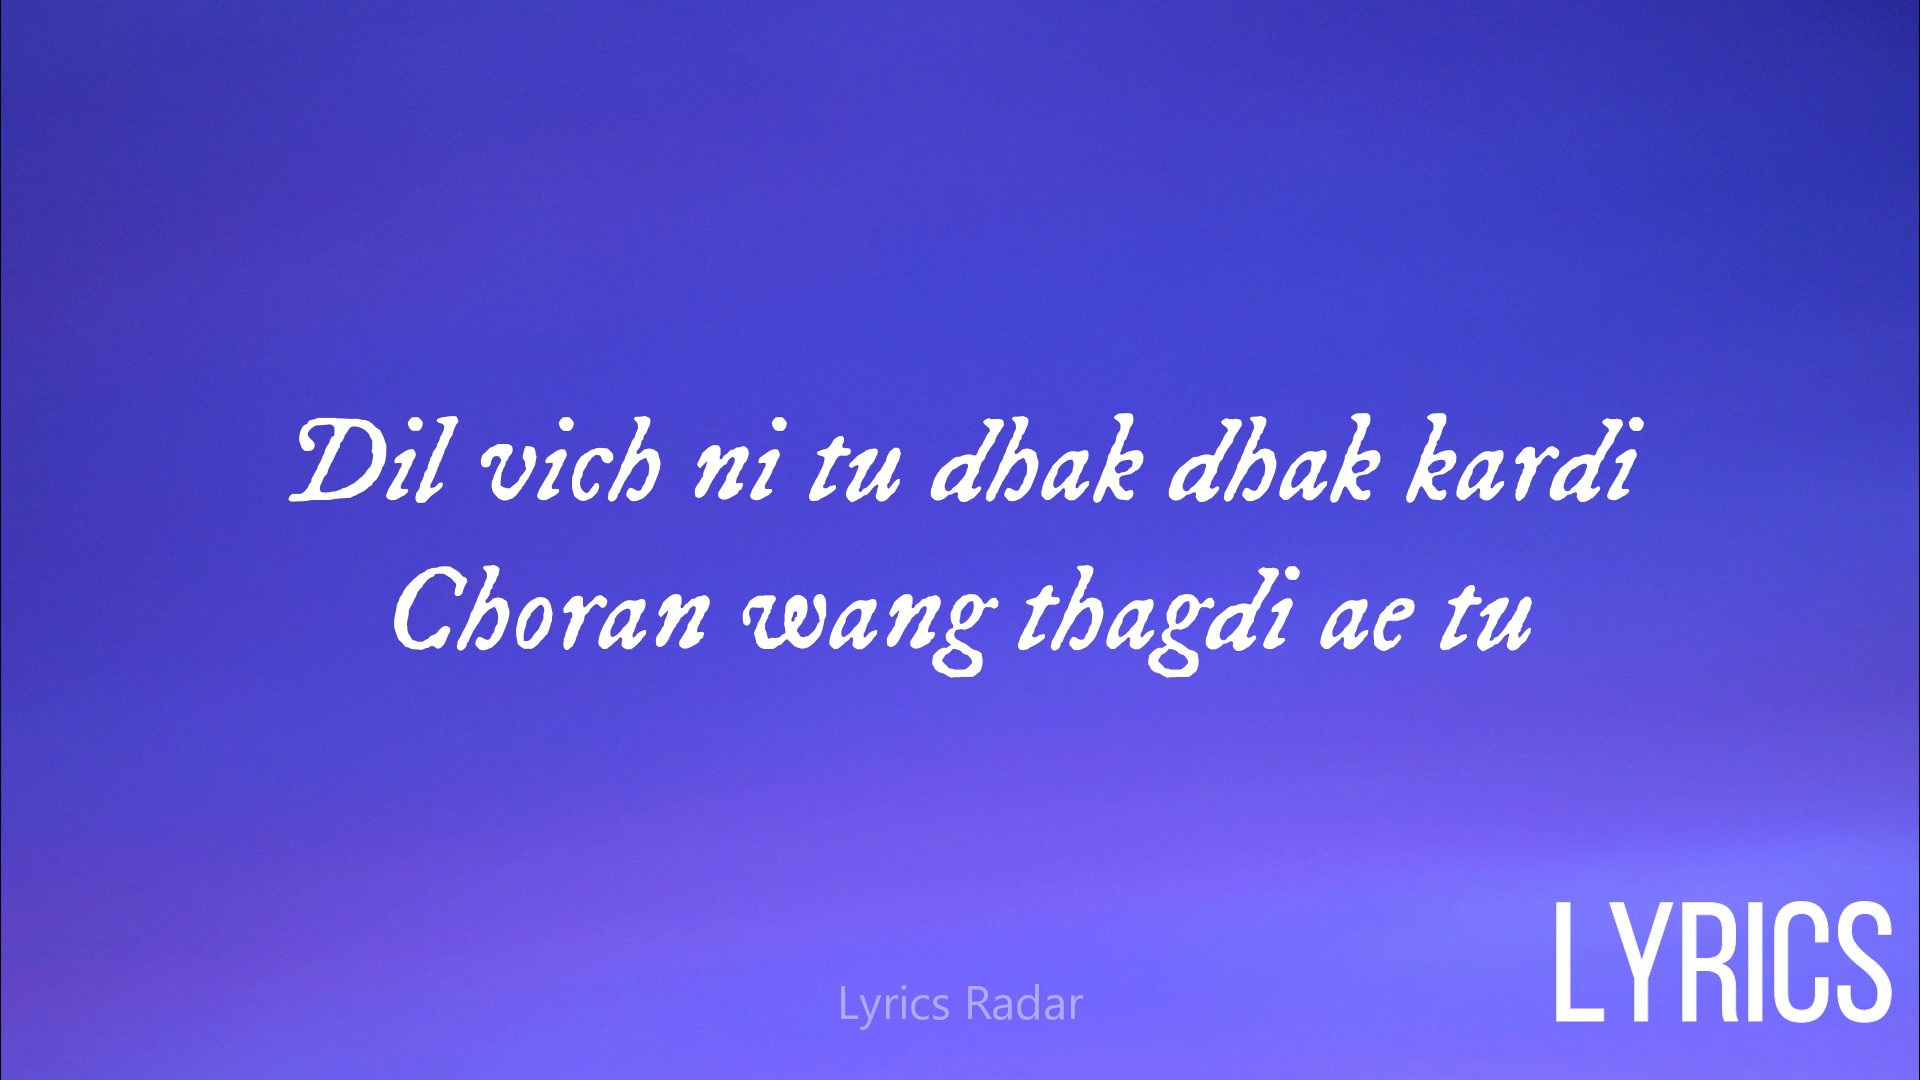 Dil vich ni tu dhak dhak kardi
Choran wang thagdi ae tu
LYRICS
Lyrics Radar